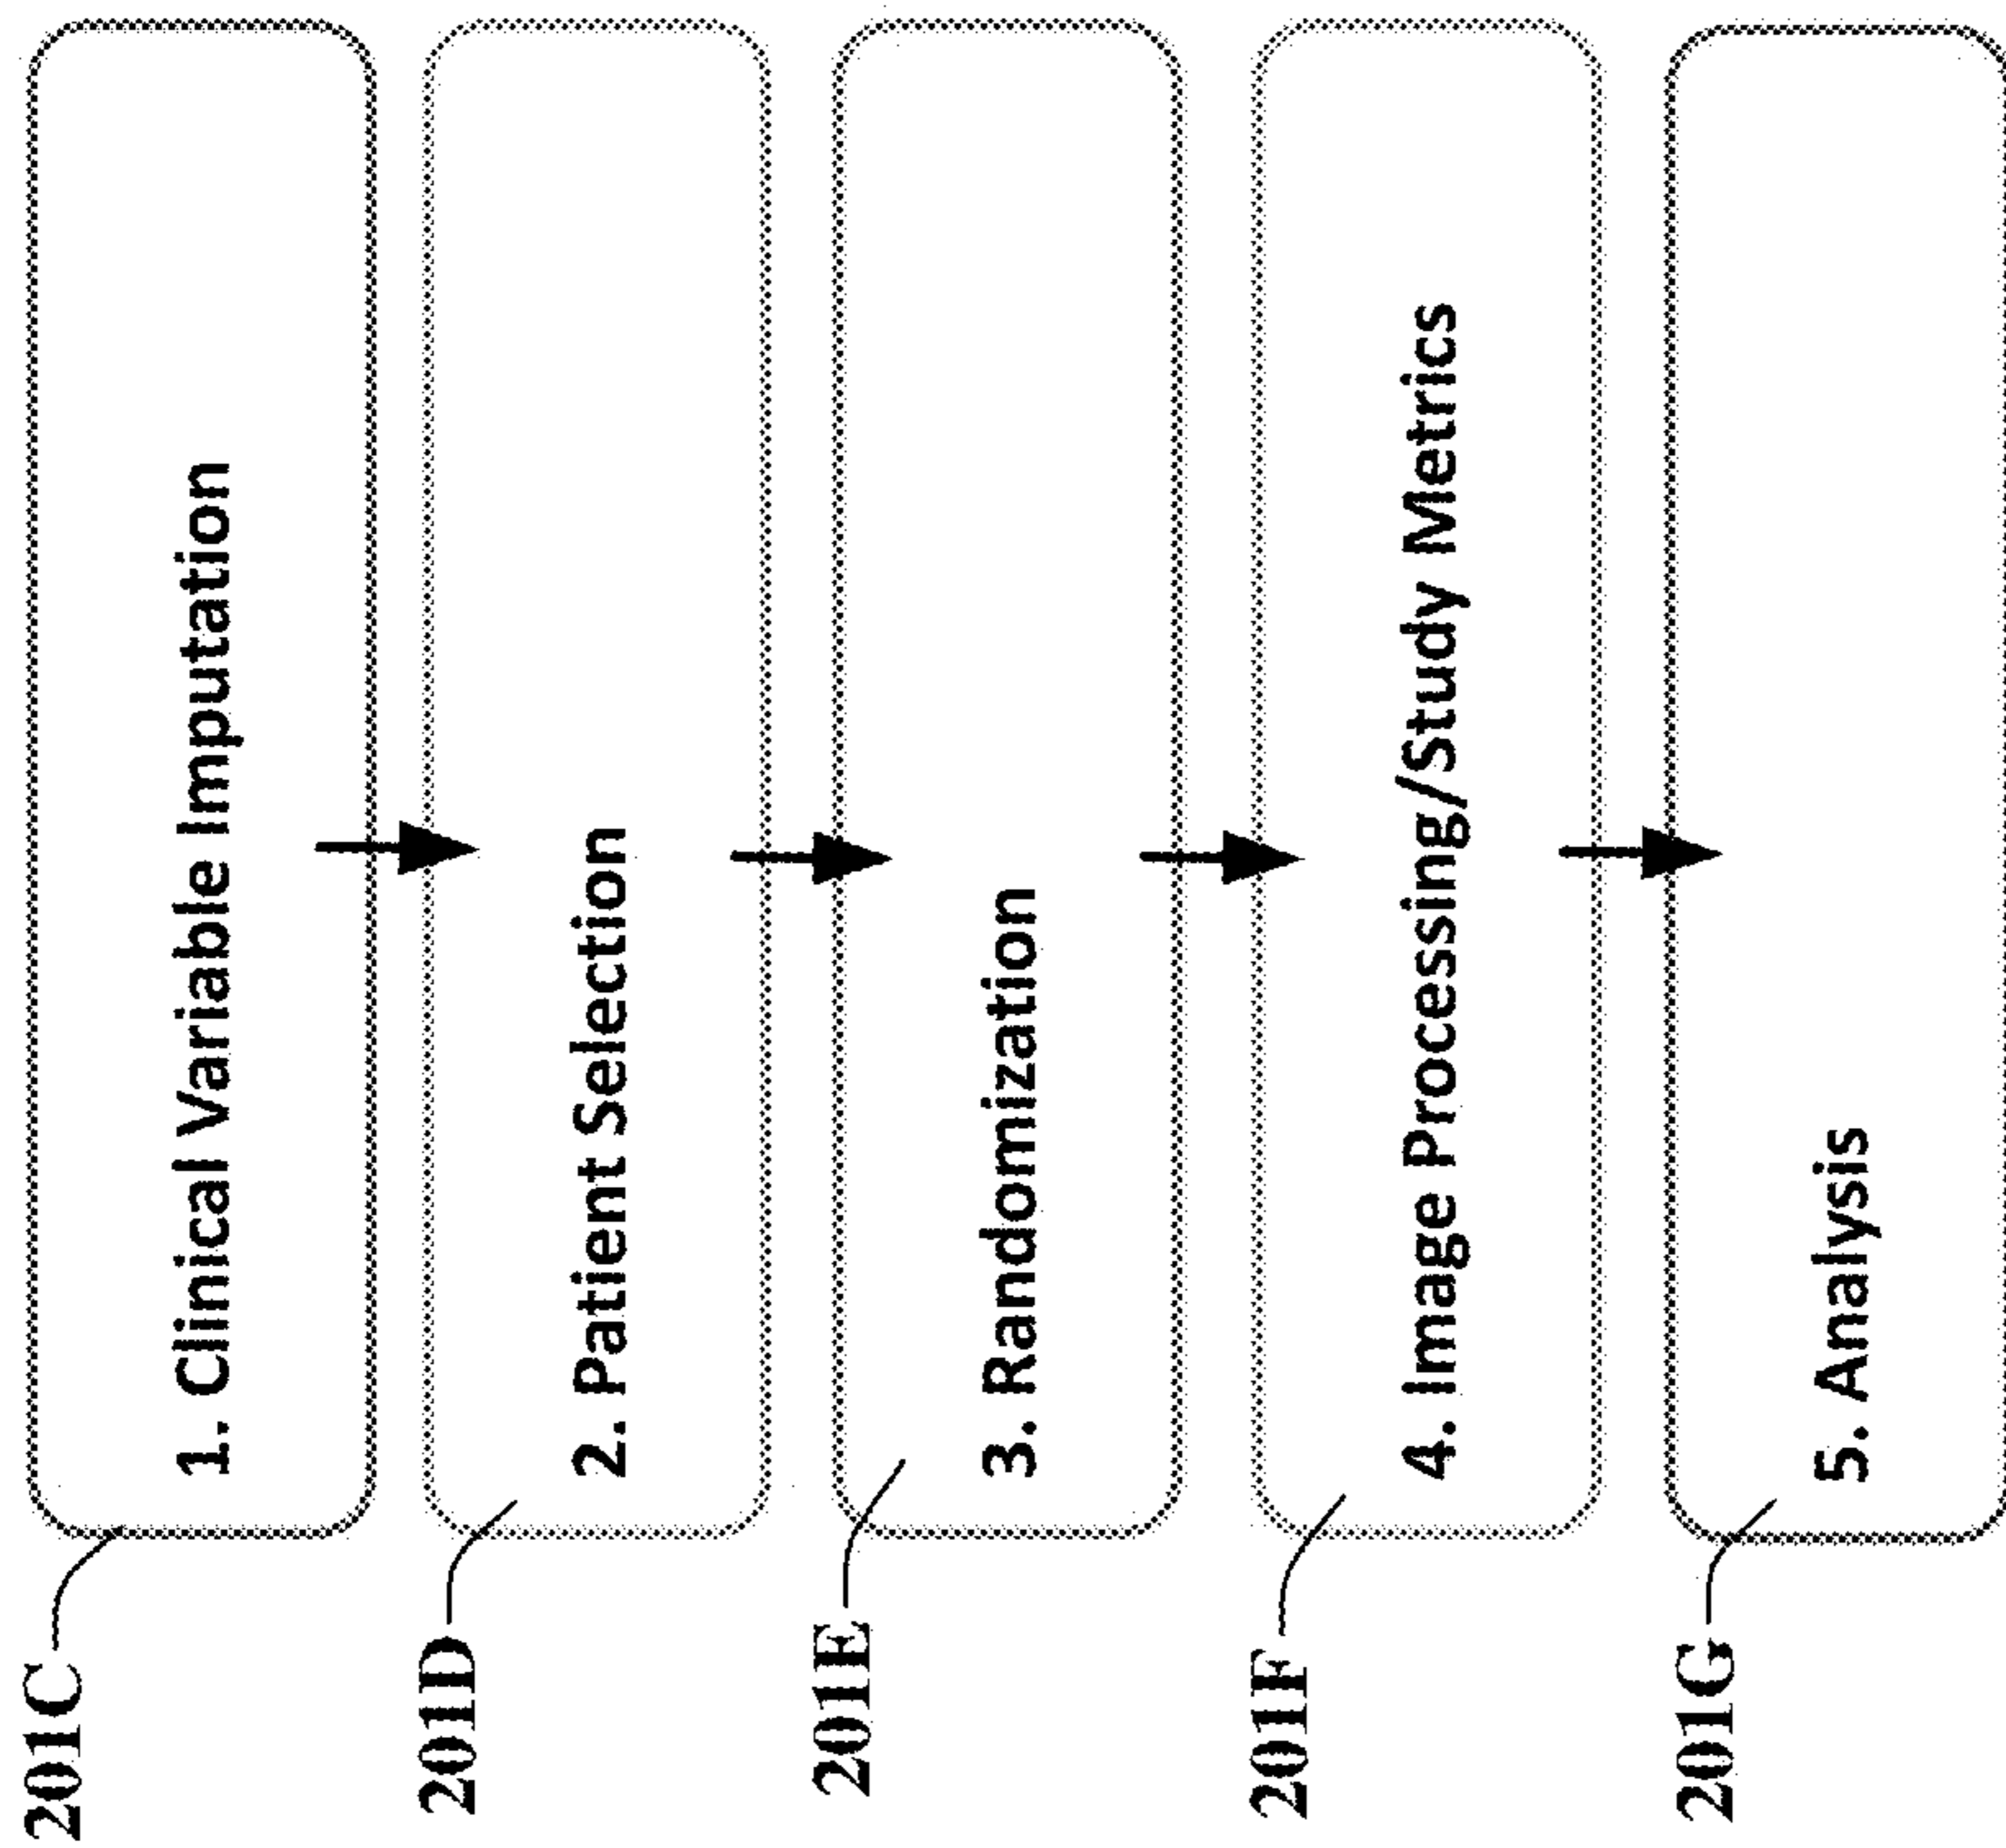 201C
1. Clinical Variable Imputation
201D
2. Patient Selection
201E
3. Randomization
201F
4. Image Processing/Study Metrics
201G
5. Analysis